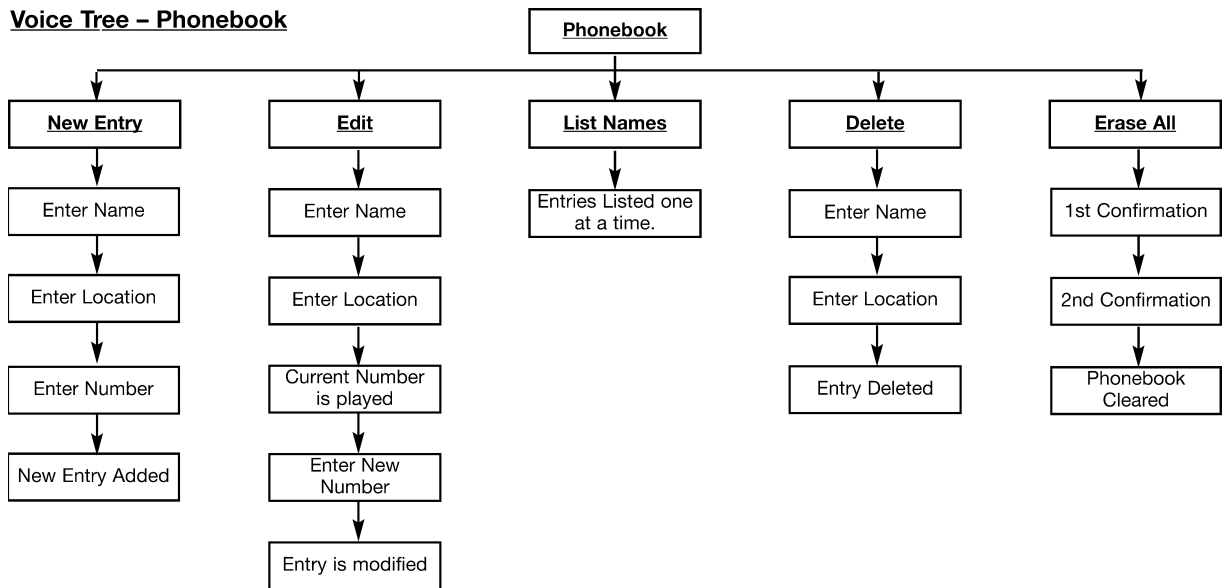 Voice Tree – Phonebook
Phonebook
New Entry
Edit
List Names
Delete
Erase All
Enter Name
Enter Name
Entries Listed one
at a time.
Enter Name
1st Confirmation
Enter Location
Enter Location
Enter Location
2nd Confirmation
Enter Number
Current Number
is played
Entry Deleted
Phonebook
Cleared
New Entry Added
Enter New
Number
Entry is modified